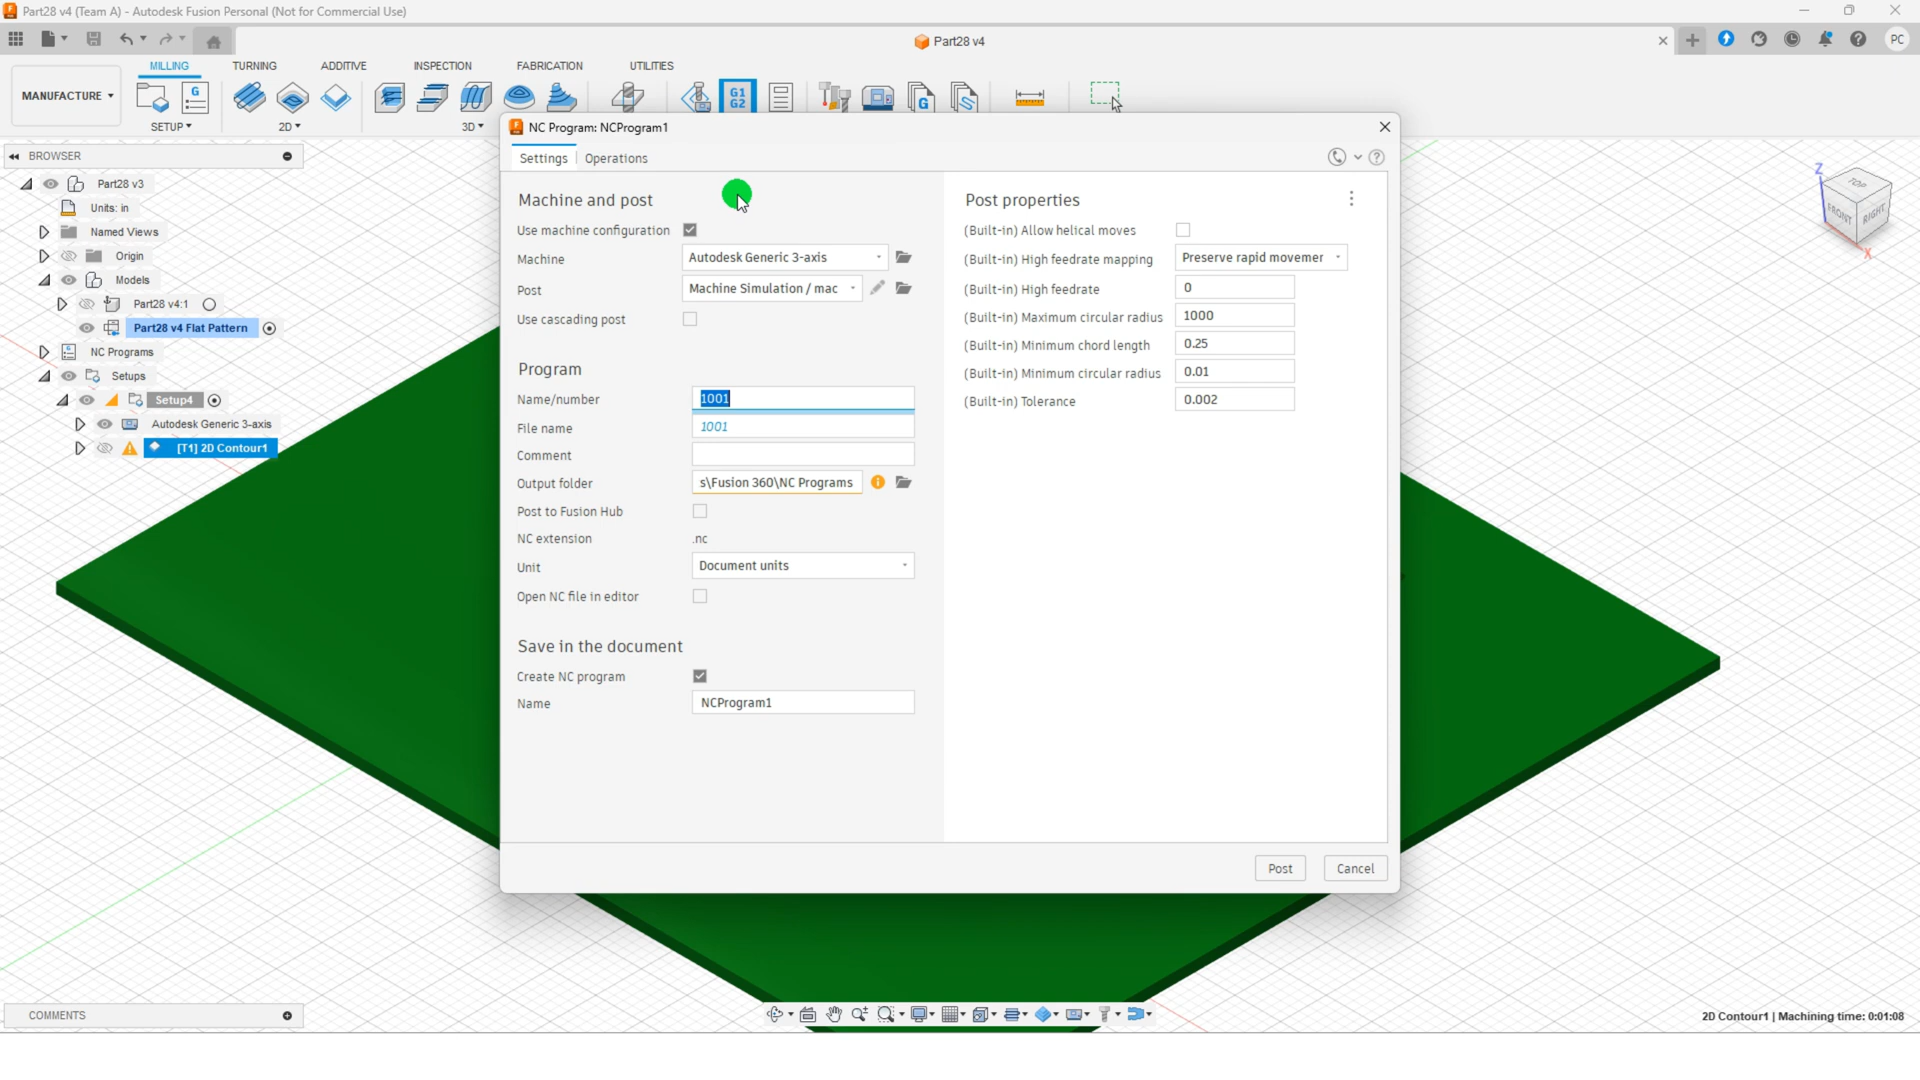 Part28 v4 (Team A) - Autodesk Fusion Personal (Not for Commercial Use)
Part28 v4
PC
MILLING
TURNING
ADDITIVE
INSPECTION
FABRICATION
UTILITIES
MANUFACTURE
G1
G2
SETUP
2D
3D
BROWSER
Part28 v3
Units: in
Named Views
Origin
Models
Part28 v4:1
Part28 v4 Flat Pattern
NC Programs
Setups
Setup4
Autodesk Generic 3-axis
[T1] 2D Contour1
NC Program: NCProgram1
Settings
Operations
Machine and post
Use machine configuration
Machine
Autodesk Generic 3-axis
Post
Machine Simulation / mac
Use cascading post
Program
Name/number
1001
File name
1001
Comment
Output folder
s\Fusion 360\NC Programs
Post to Fusion Hub
NC extension
.nc
Unit
Document units
Open NC file in editor
Save in the document
Create NC program
Name
NCProgram1
Post properties
(Built-in) Allow helical moves
(Built-in) High feedrate mapping
Preserve rapid movemer
(Built-in) High feedrate
0
(Built-in) Maximum circular radius
1000
(Built-in) Minimum chord length
0.25
(Built-in) Minimum circular radius
0.01
(Built-in) Tolerance
0.002
Post
Cancel
Z
TOP
FRONT
RIGHT
X
COMMENTS
2D Contour1 | Machining time: 0:01:08